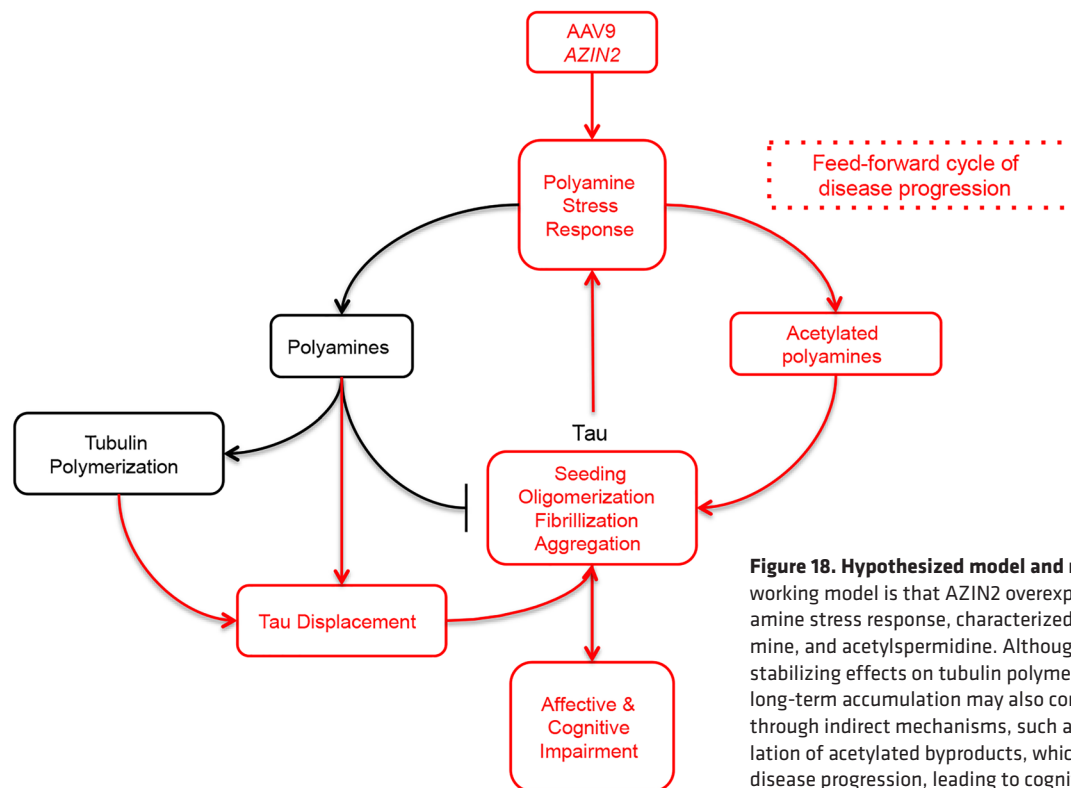 AAV9
AZIN2
Feed-forward cycle of
disease progression
Polyamine
Stress
Response
Polyamines
Acetylated
polyamines
Tubulin
Polymerization
Tau
Seeding
Oligomerization
Fibrillization
Aggregation
Tau Displacement
Affective &
Cognitive
Impairment
Figure 18. Hypothesized model and
working model is that AZIN2 overexp
amine stress response, characterized
mine, and acetylspermidine. Althoug
stabilizing effects on tubulin polyme
long-term accumulation may also con
through indirect mechanisms, such a
lation of acetylated byproducts, whic
disease progression, leading to cogni